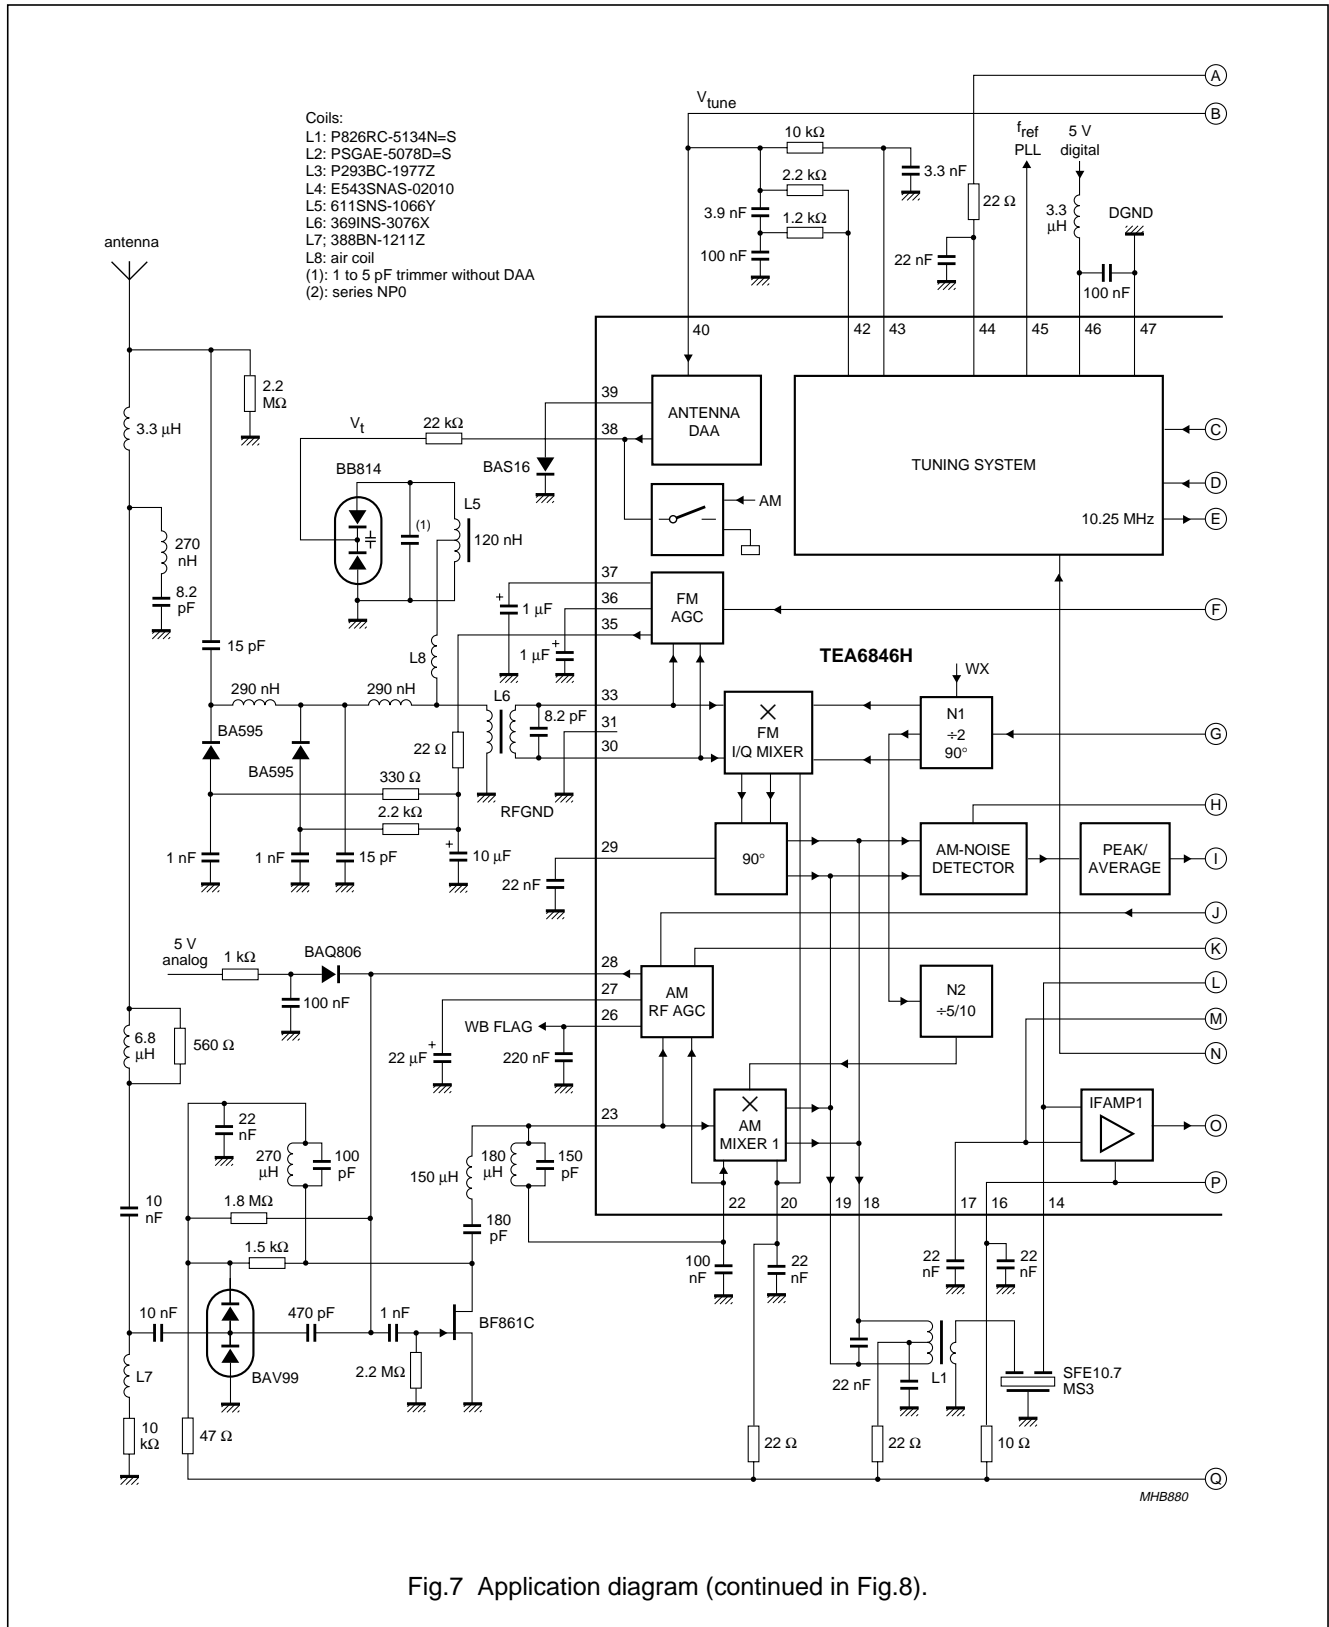 A
Vtune
B
Coils:
L1: P826RC-5134N=S
L2: PSGAE-5078D=S
L3: P293BC-1977Z
L4: E543SNAS-02010
L5: 611SNS-1066Y
L6: 369INS-3076X
L7; 388BN-1211Z
L8: air coil
(1): 1 to 5 pF trimmer without DAA
(2): series NP0
10 kΩ
3.3 nF
2.2 kΩ
3.9 nF
1.2 kΩ
100 nF
22 Ω
22 nF
fref
PLL
5 V
digital
3.3
μH
DGND
100 nF
antenna
40
42
43
44
45
46
47
2.2
MΩ
3.3 μH
Vt
22 kΩ
39
38
ANTENNA
DAA
BAS16
TUNING SYSTEM
C
D
10.25 MHz
E
BB814
(1)
L5
120 nH
AM
270
nH
8.2
pF
37
36
35
FM
AGC
F
+
1 μF
+
1 μF
TEA6846H
15 pF
L8
290 nH
290 nH
L6
WX
33
31
30
8.2 pF
FM
I/Q MIXER
N1
÷2
90°
G
BA595
BA595
22 Ω
330 Ω
2.2 kΩ
RFGND
H
1 nF
1 nF
15 pF
+
10 μF
29
22 nF
90°
AM-NOISE
DETECTOR
PEAK/
AVERAGE
I
J
K
5 V
analog
1 kΩ
BAQ806
100 nF
28
27
26
AM
RF AGC
N2
÷5/10
L
M
N
WB FLAG
22 μF
+
220 nF
6.8
μH
560 Ω
23
AM
MIXER 1
IFAMP1
O
P
22
nF
270
μH
100
pF
150 μH
180
μH
150
pF
10
nF
1.8 MΩ
180
pF
22
20
19
18
17
16
14
1.5 kΩ
100
nF
22
nF
22
nF
22
nF
10 nF
470 pF
1 nF
BF861C
2.2 MΩ
L7
BAV99
22 nF
L1
SFE10.7
MS3
10
kΩ
47 Ω
22 Ω
22 Ω
10 Ω
Q
MHB880
Fig.7 Application diagram (continued in Fig.8).